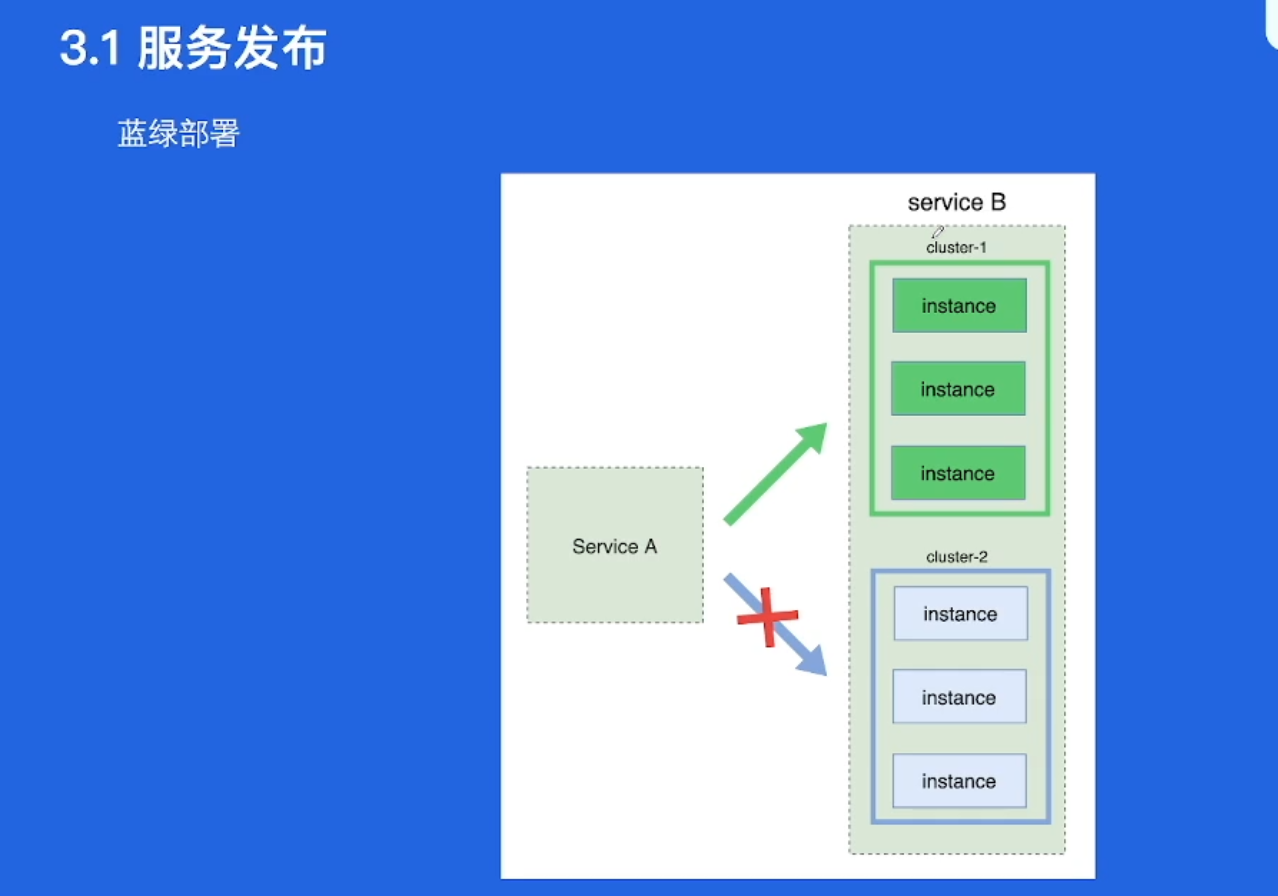 3.1 服务发布
蓝绿部署
service B
cluster-1
instance
instance
instance
Service A
cluster-2
instance
instance
instance